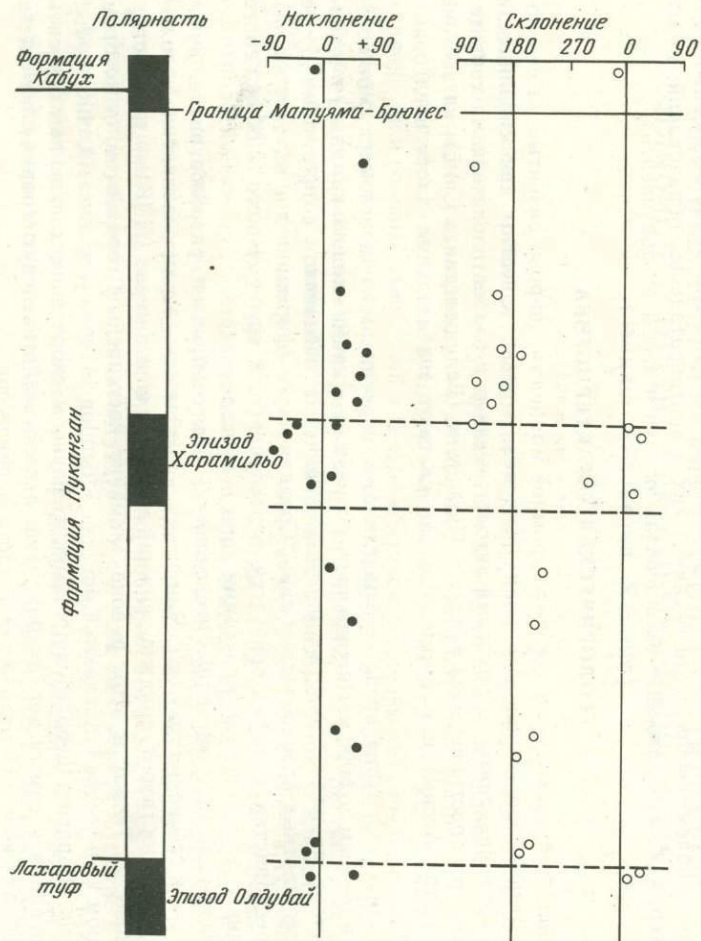 Полярность
Наклонение
Склонение
-90 0 +90
90 180 270 0 90
Формация
Кабух
Граница Матуяма-Брюнес
Эпизод
Харамильо
Формация Пуканган
Лахаровый
туф
Эпизод Олдувай